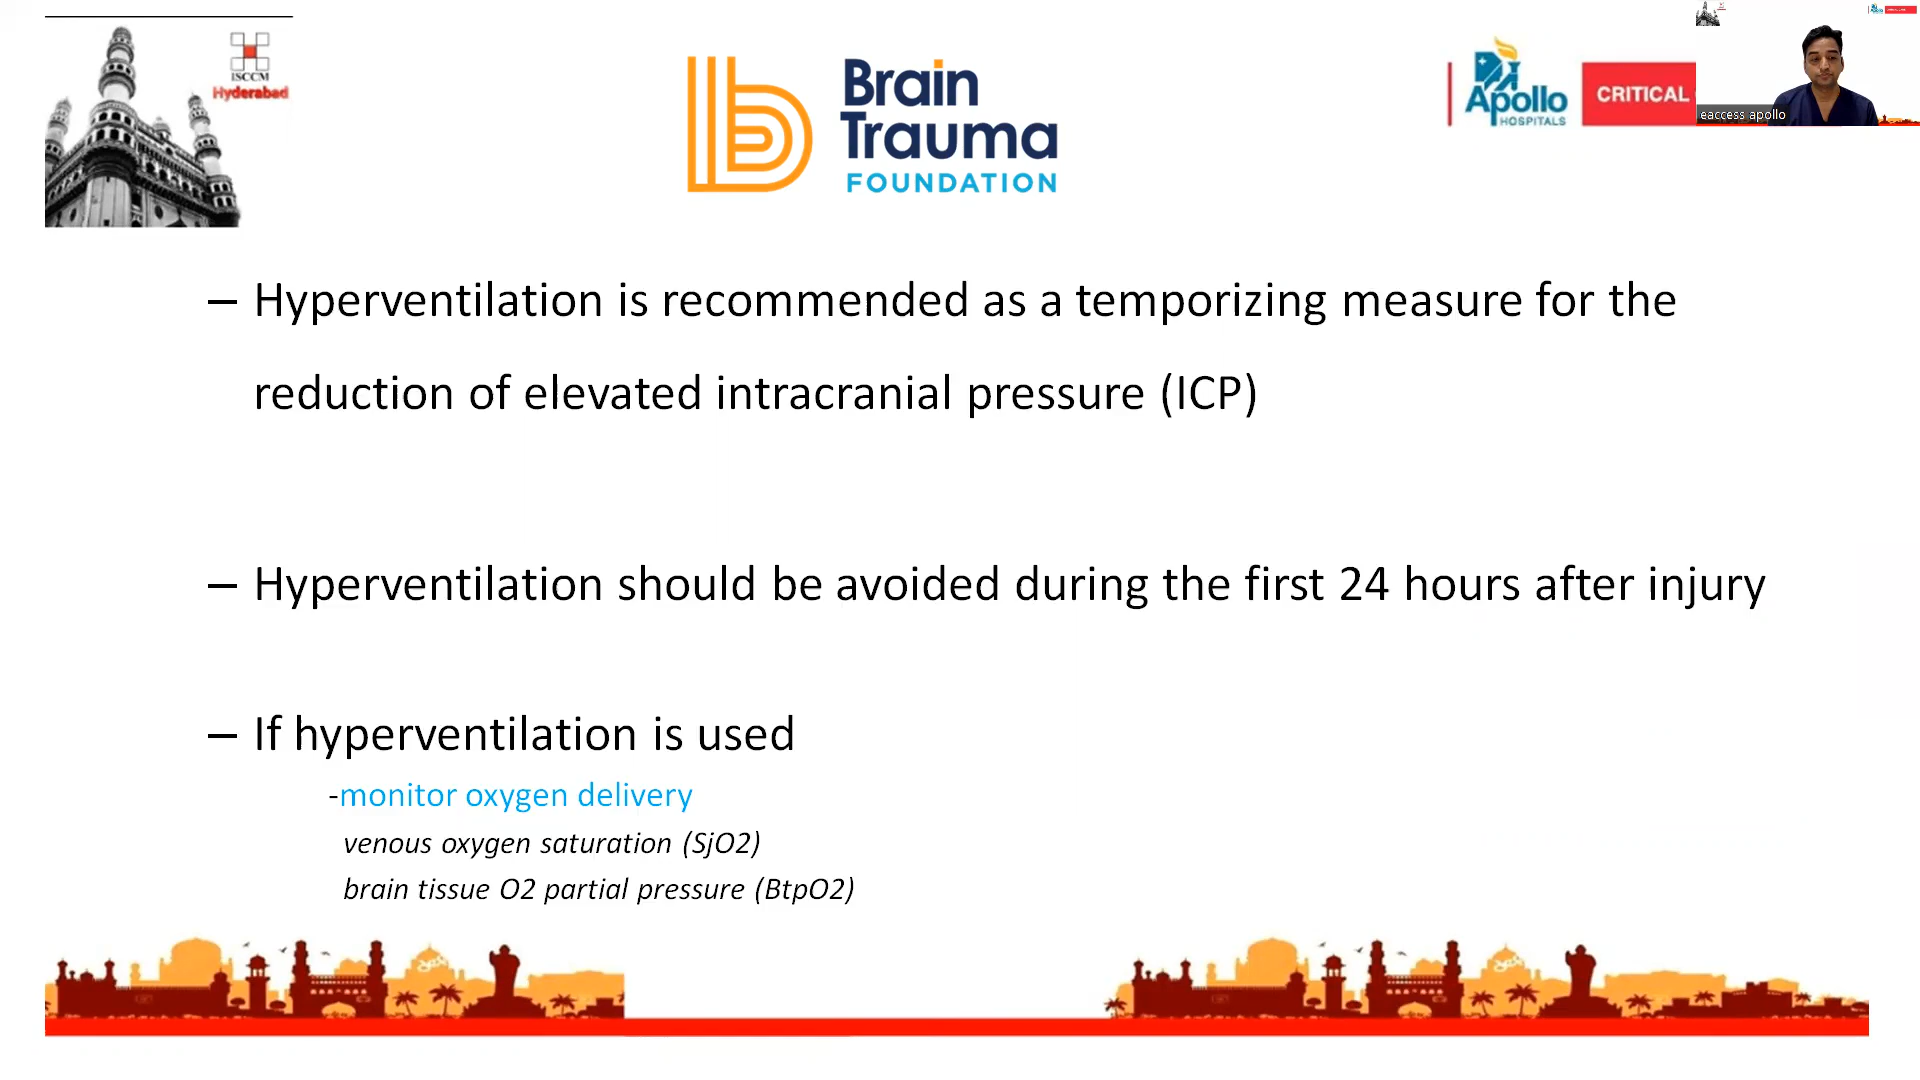 ISCCM
Hyderabad
Brain
Trauma
FOUNDATION
Apollo
HOSPITALS
CRITICAL
eaccess apollo
– Hyperventilation is recommended as a temporizing measure for the
reduction of elevated intracranial pressure (ICP)
– Hyperventilation should be avoided during the first 24 hours after injury
– If hyperventilation is used
-monitor oxygen delivery
venous oxygen saturation (SjO2)
brain tissue O2 partial pressure (BtpO2)